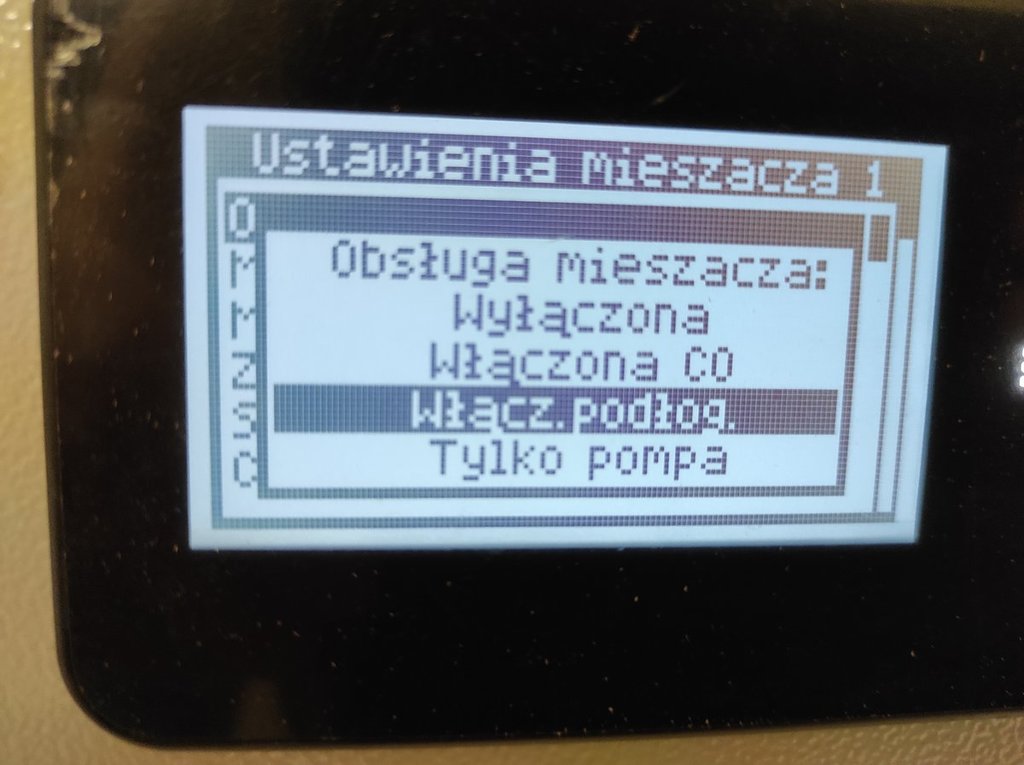 Ustawienia mieszacza 1
O
M
M
Z
S
C
Obsługa mieszacza:
Wyłączona
Włączona CO
Włącz.podłog.
Tylko pompa